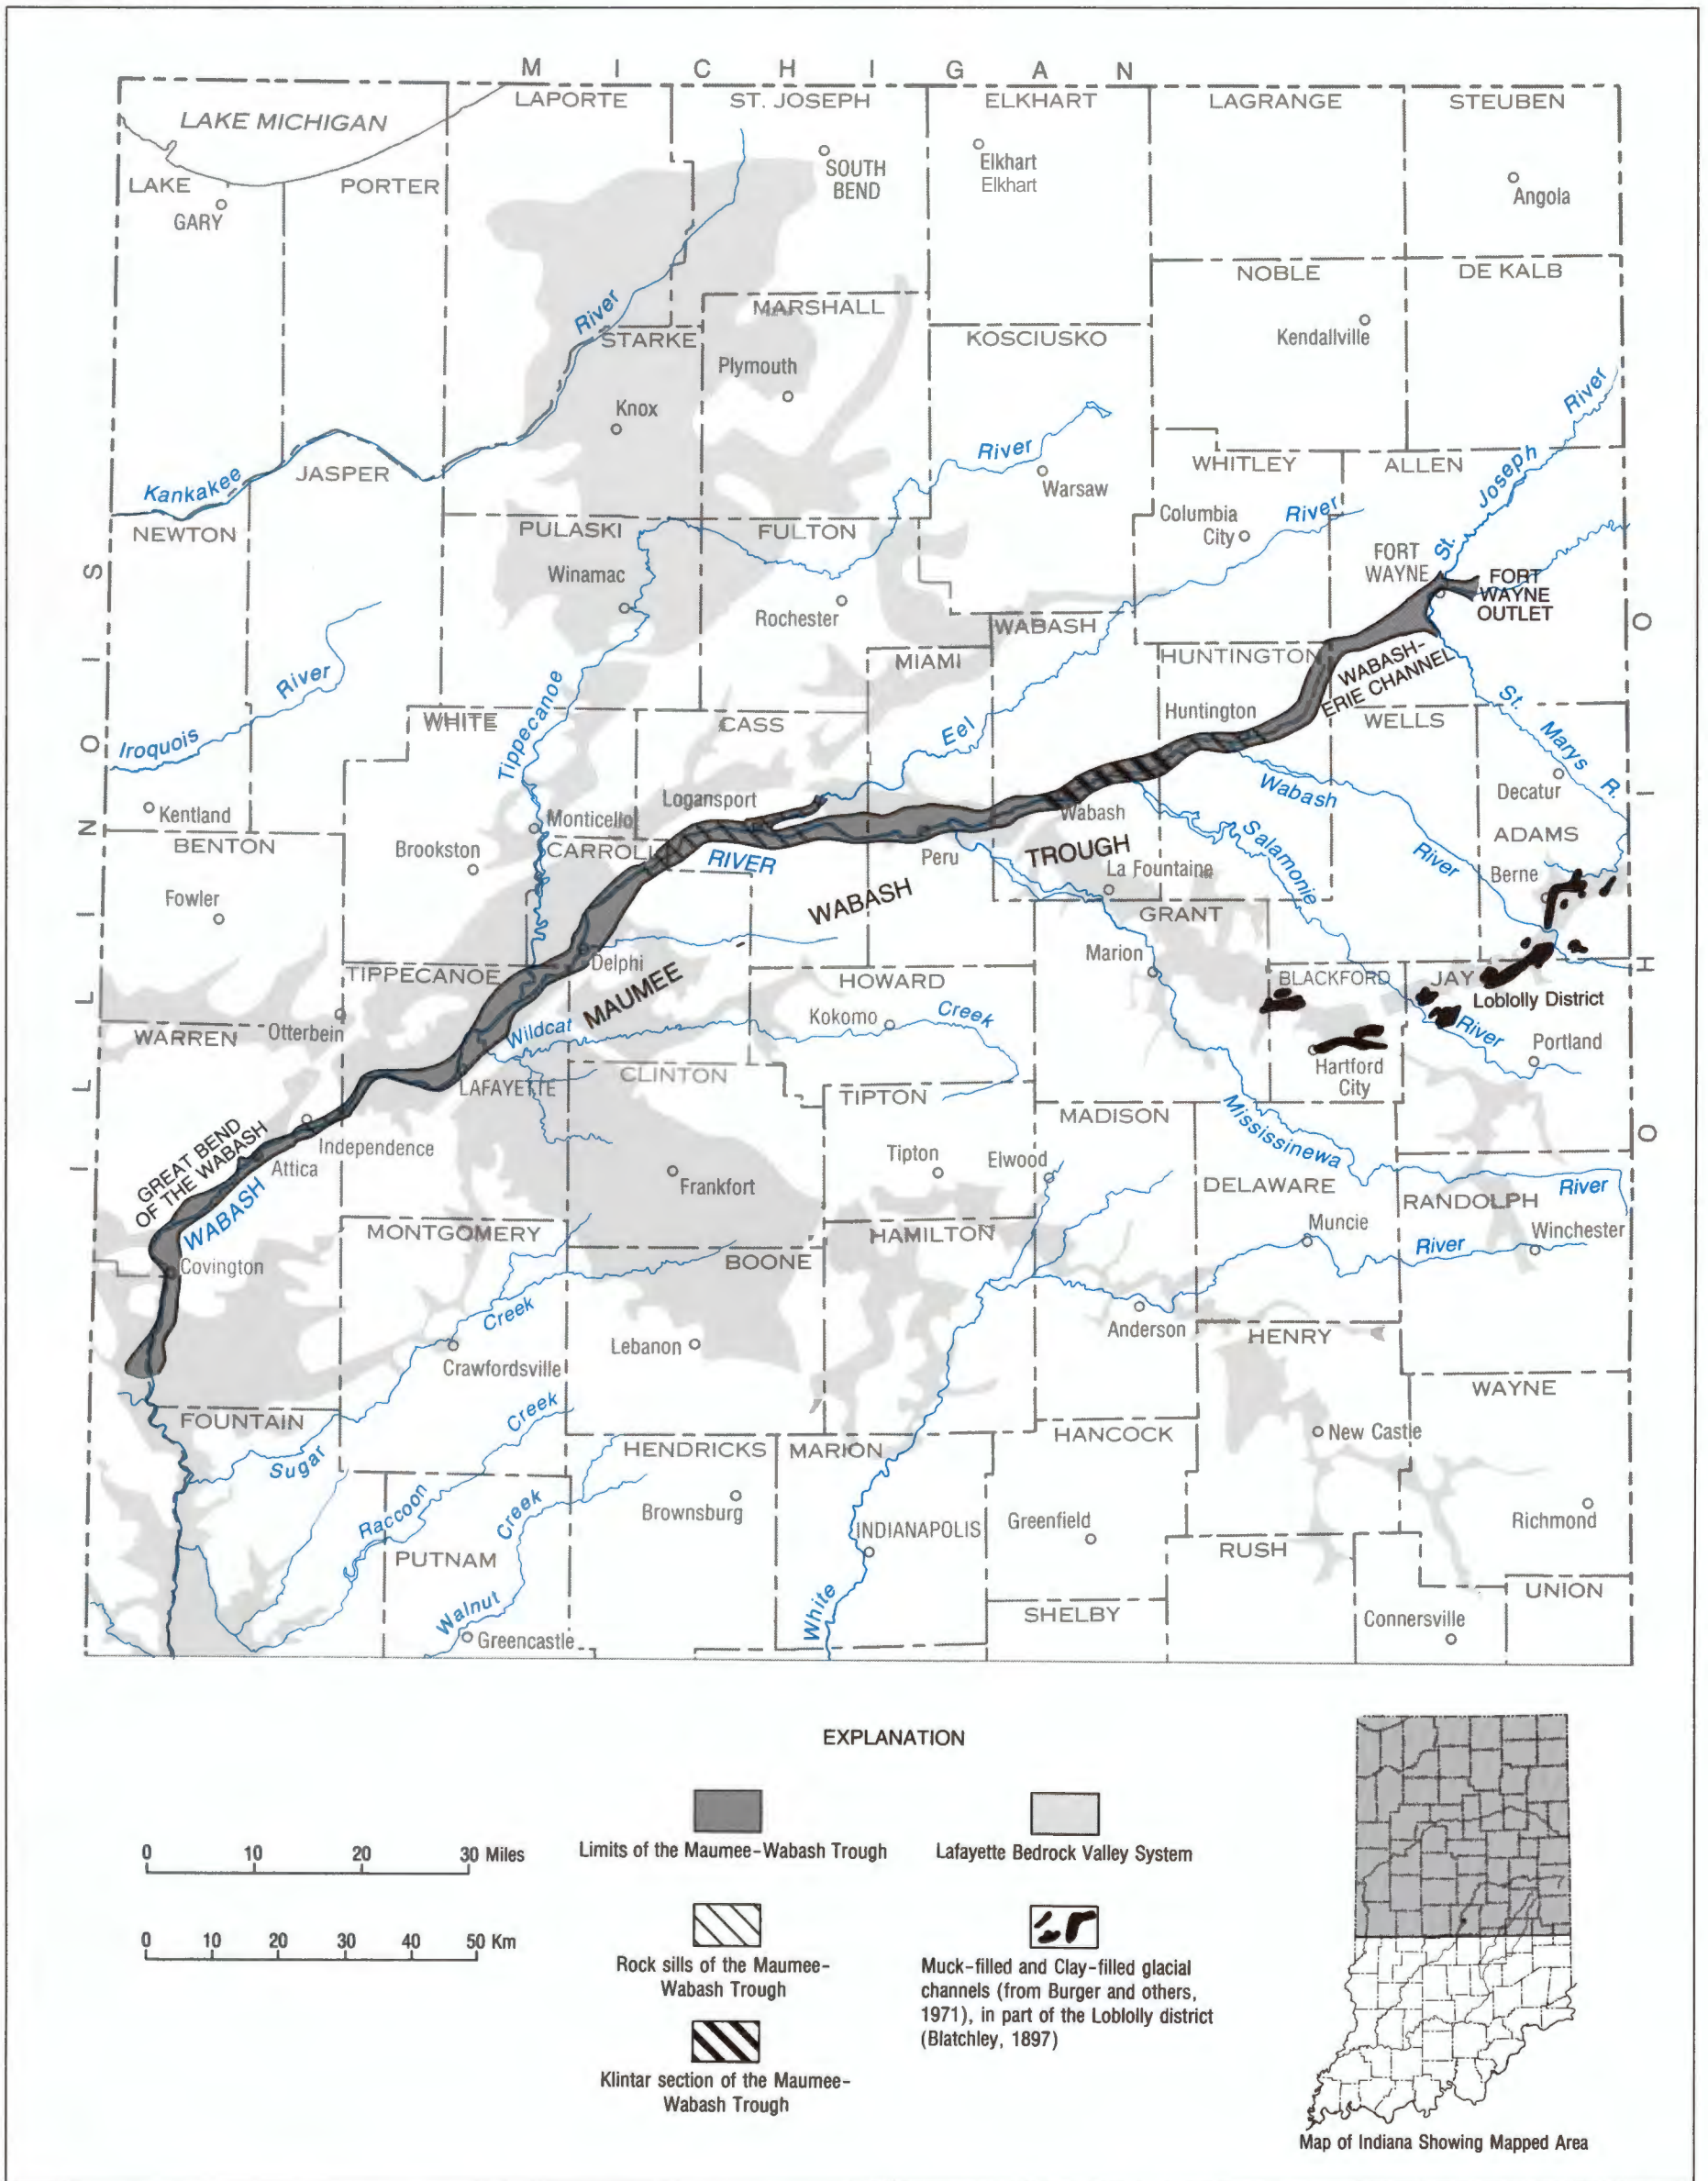 M I C H I G A N
LAPORTE
ST. JOSEPH
ELKHART
LAGRANGE
STEUBEN
LAKE MICHIGAN
SOUTH
BEND
Elkhart
Elkhart
Angola
LAKE
PORTER
GARY
NOBLE
DE KALB
MARSHALL
River
STARKE
KOSCIUSKO
Kendallville
Plymouth
Knox
River
River
WHITLEY
ALLEN
Joseph
St.
JASPER
Kankakee
Warsaw
NEWTON
PULASKI
FULTON
Columbia
City
River
FORT
WAYNE
Winamac
Rochester
FORT
WAYNE
OUTLET
WABASH
MIAMI
HUNTINGTON
WABASH-
ERIE CHANNEL
River
Iroquois
Tippecanoe
WHITE
CASS
Eel
Huntington
WELLS
St. Marys R.
Kentland
Logansport
Monticello
Wabash
Wabash
River
Decatur
ADAMS
BENTON
Brookston
CARROLL
RIVER
Peru
TROUGH
La Fountaine
Salamonie
Berne
Fowler
WABASH
GRANT
Marion
Delphi
TIPPECANOE
MAUMEE
HOWARD
BLACKFORD
JAY
Loblolly District
WARREN
Otterbein
Wildcat
Kokomo
Creek
River
Portland
Hartford
City
LAFAYETTE
CLINTON
TIPTON
MADISON
GREAT BEND
OF THE WABASH
Independence
Attica
WABASH
Mississinewa
Tipton
Elwood
Frankfort
DELAWARE
RANDOLPH
River
MONTGOMERY
HAMILTON
Muncie
Winchester
River
Covington
BOONE
Creek
Anderson
HENRY
Lebanon
Crawfordsville
WAYNE
FOUNTAIN
Creek
HENDRICKS
MARION
HANCOCK
New Castle
Sugar
Raccoon
Creek
Brownsburg
INDIANAPOLIS
Greenfield
Richmond
PUTNAM
RUSH
UNION
Walnut
White
SHELBY
Connersville
Greencastle
I L L I N O I S
O H I O
EXPLANATION
Limits of the Maumee-Wabash Trough
Lafayette Bedrock Valley System
0 10 20 30 Miles
0 10 20 30 40 50 Km
Rock sills of the Maumee-
Wabash Trough
Muck-filled and Clay-filled glacial
channels (from Burger and others,
1971), in part of the Loblolly district
(Blatchley, 1897)
Klintar section of the Maumee-
Wabash Trough
Map of Indiana Showing Mapped Area